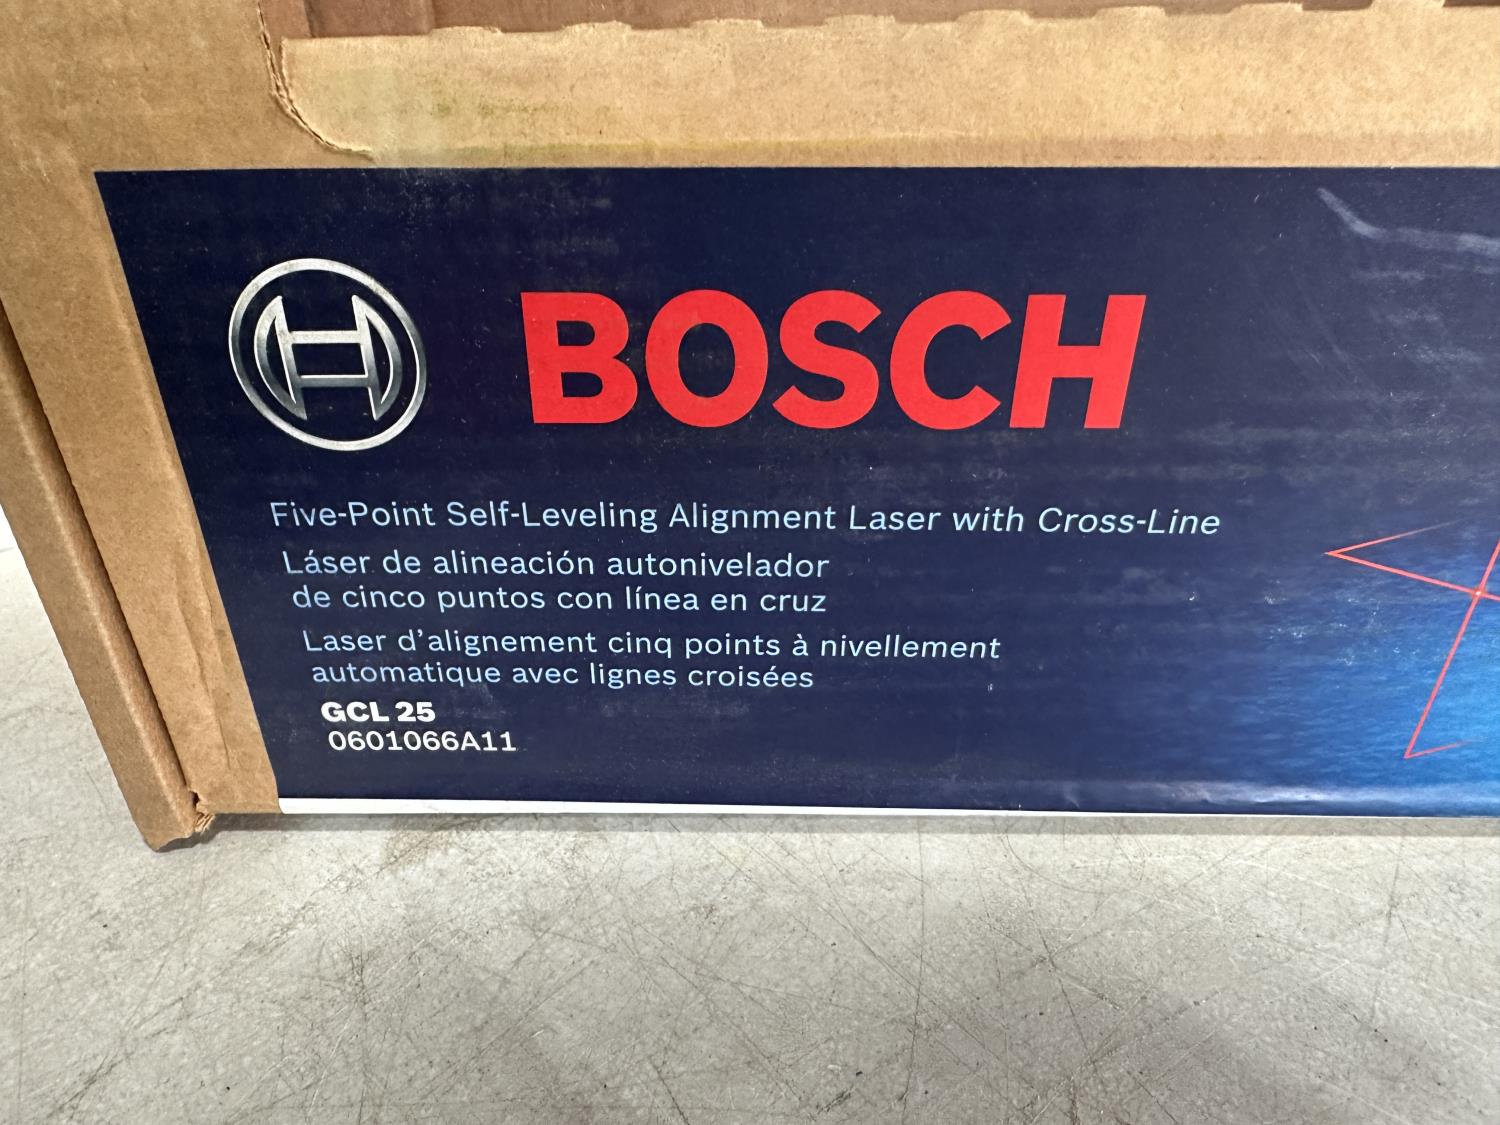 BOSCH
Five-Point Self-Leveling Alignment Laser with Cross-Line
Láser de alineación autonivelador
de cinco puntos con línea en cruz
Laser d'alignement cinq points à nivellement
automatique avec lignes croisées
GCL 25
0601066A11